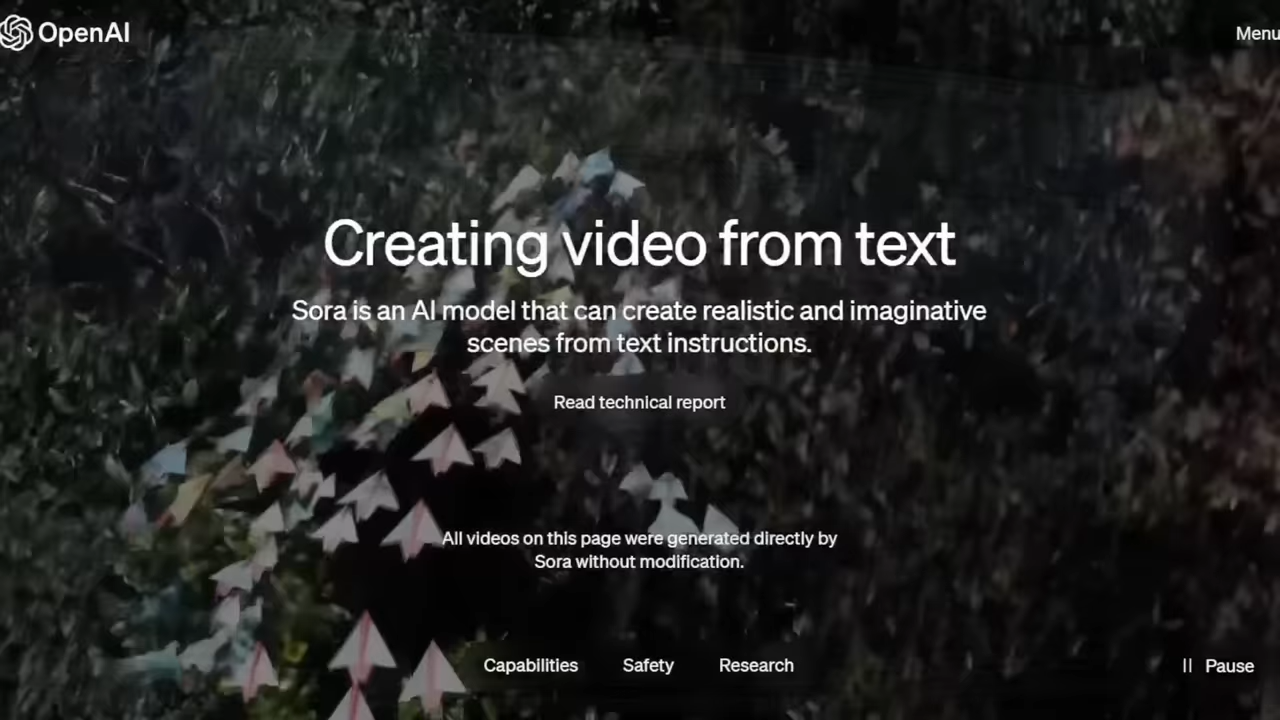 OpenAI
Menu
Creating video from text
Sora is an AI model that can create realistic and imaginative
scenes from text instructions.
Read technical report
All videos on this page were generated directly by
Sora without modification.
Capabilities Safety Research
Pause